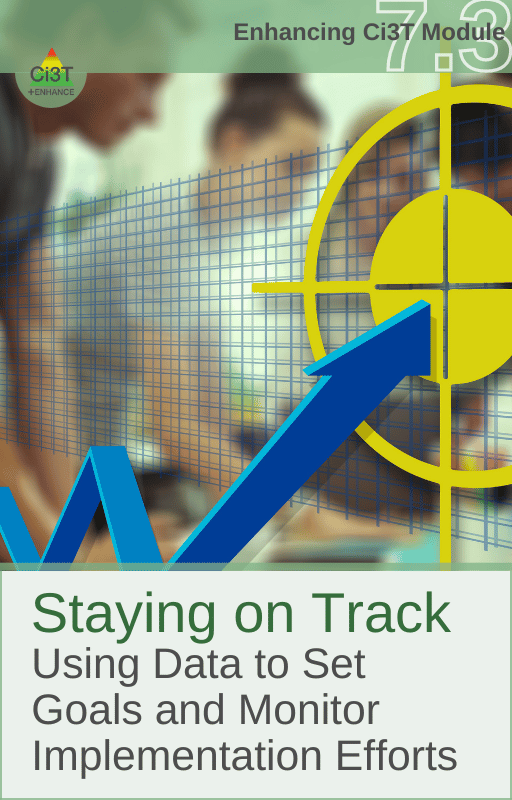 7.3
Enhancing Ci3T Module
Ci3T
+ENHANCE
Staying on Track
Using Data to Set
Goals and Monitor
Implementation Efforts